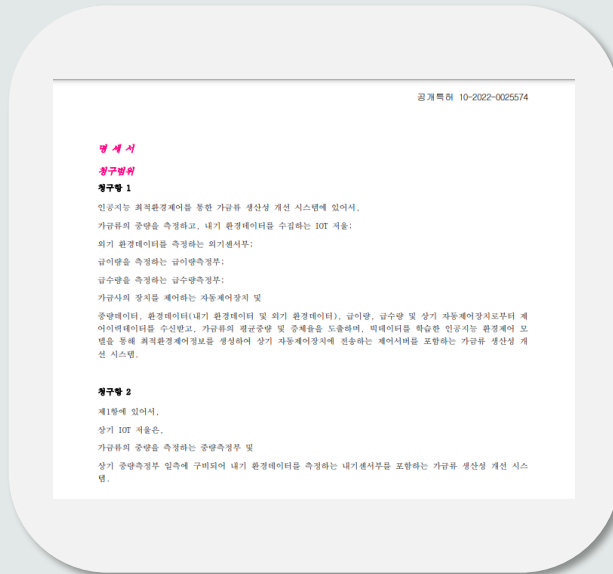 공개특허 10-2022-0025574
명 세 서
청구범위
청구항 1
인공지능 최적환경제어를 통한 가금류 생산성 개선 시스템에 있어서,
가금류의 중량을 측정하고, 내기 환경데이터를 수집하는 IOT 저울;
외기 환경데이터를 측정하는 외기센서부;
급이량을 측정하는 급이량측정부;
급수량을 측정하는 급수량측정부;
가금사의 장치를 제어하는 자동제어장치 및
중량데이터, 환경데이터(내기 환경데이터 및 외기 환경데이터), 급이량, 급수량 및 상기 자동제어장치로부터 제
어이력데이터를 수신받고, 가금류의 평균중량 및 증체율을 도출하며, 빅데이터를 학습한 인공지능 환경제어 모
델을 통해 최적환경제어정보를 생성하여 상기 자동제어장치에 전송하는 제어서버를 포함하는 가금류 생산성 개
선 시스템.
청구항 2
제1항에 있어서,
상기 IOT 저울은,
가금류의 중량을 측정하는 중량측정부 및
상기 중량측정부 일측에 구비되어 내기 환경데이터를 측정하는 내기센서부를 포함하는 가금류 생산성 개선 시스
템.